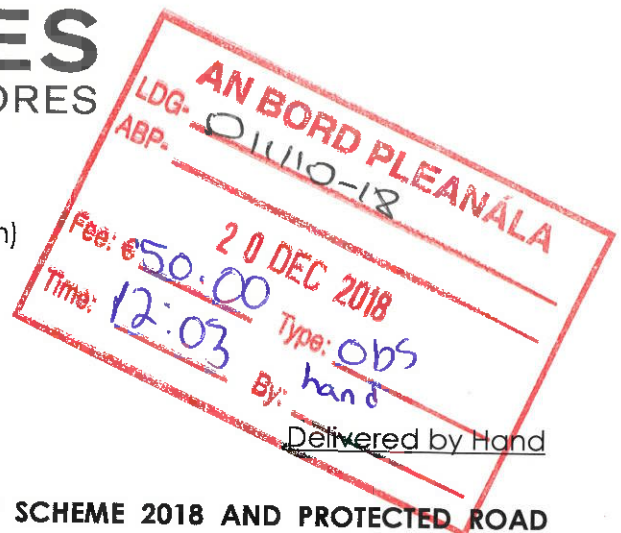 ES
ORES
AN BORD PLEANÁLA
LDG- 011110-18
ABP-
n)
20 DEC 2018
Fee: € 50.00 Type: Obs
Time: 12:03 By: hand
Delivered by Hand
SCHEME 2018 AND PROTECTED ROAD